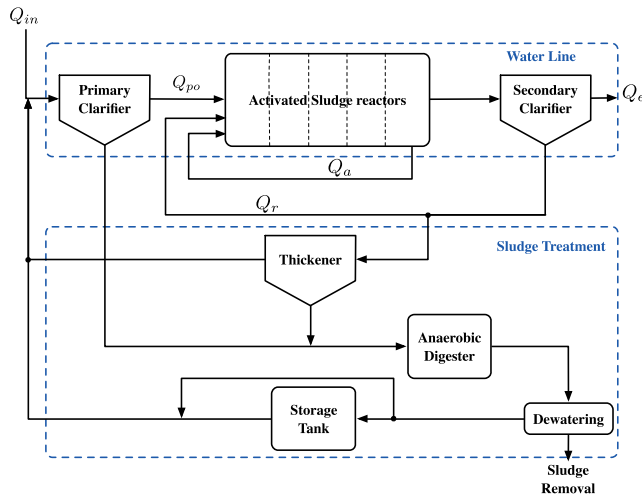 Q_in
Water Line
Primary
Clarifier
Q_po
Activated Sludge reactors
Secondary
Clarifier
Q_e
Q_a
Q_r
Sludge Treatment
Thickener
Anaerobic
Digester
Storage
Tank
Dewatering
Sludge
Removal